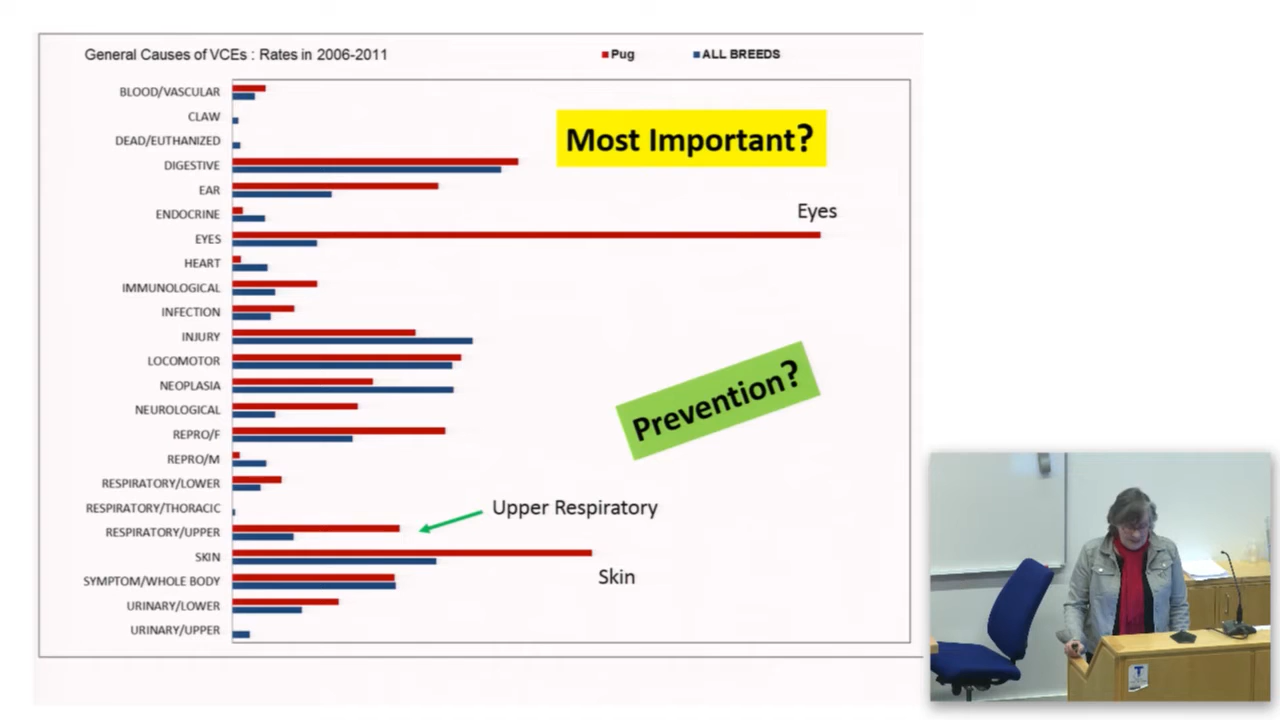 General Causes of VCEs : Rates in 2006-2011
Pug
ALL BREEDS
BLOOD/VASCULAR
CLAW
DEAD/EUTHANIZED
DIGESTIVE
EAR
ENDOCRINE
EYES
HEART
IMMUNOLOGICAL
INFECTION
INJURY
LOCOMOTOR
NEOPLASIA
NEUROLOGICAL
REPRO/F
REPRO/M
RESPIRATORY/LOWER
RESPIRATORY/THORACIC
RESPIRATORY/UPPER
SKIN
SYMPTOM/WHOLE BODY
URINARY/LOWER
URINARY/UPPER
Most Important?
Eyes
Prevention?
Upper Respiratory
Skin